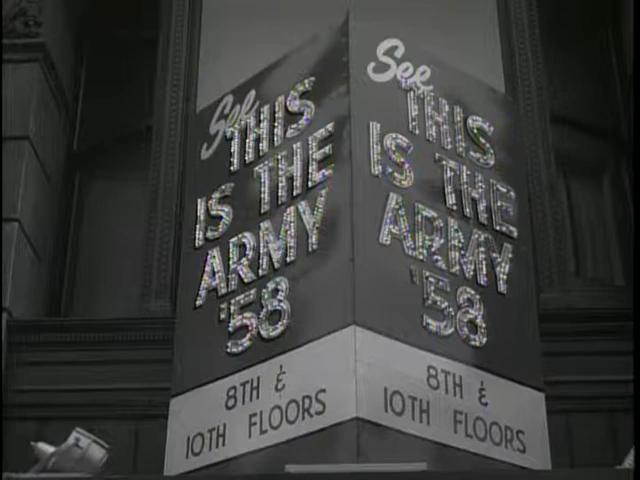 See
THIS
IS THE
ARMY
'58
8TH &
10TH FLOORS
See
THIS
IS THE
ARMY
'58
8TH &
10TH FLOORS